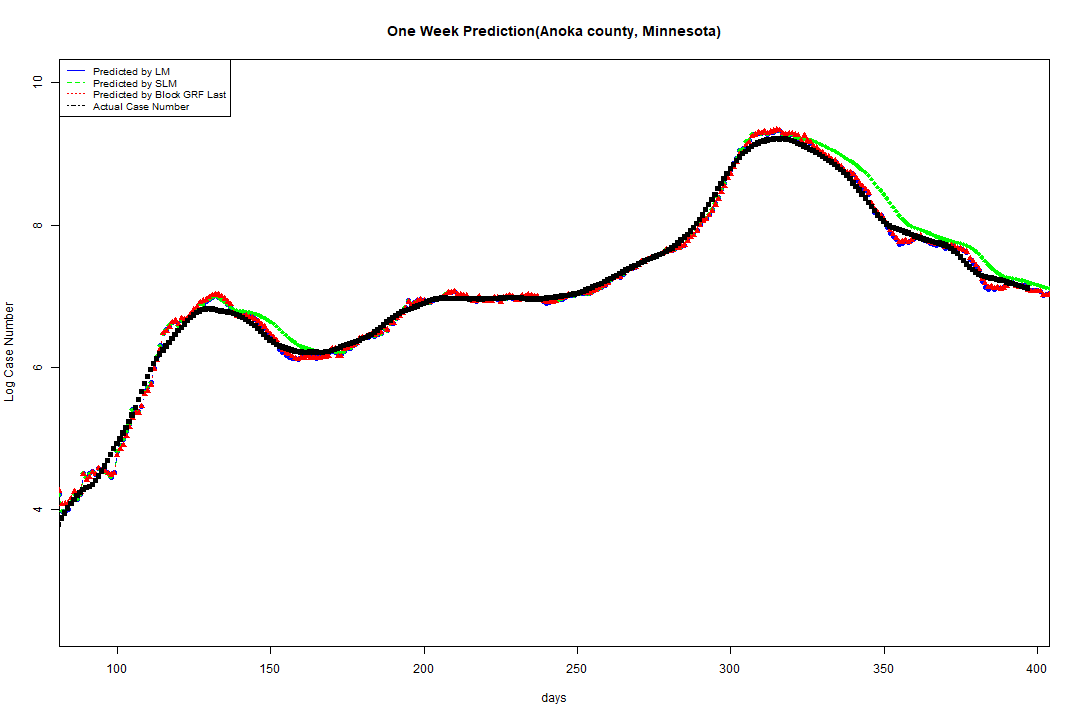 One Week Prediction(Anoka county, Minnesota)
Predicted by LM
Predicted by SLM
Predicted by Block GRF Last
Actual Case Number
10
8
6
4
Log Case Number
100
150
200
250
300
350
400
days